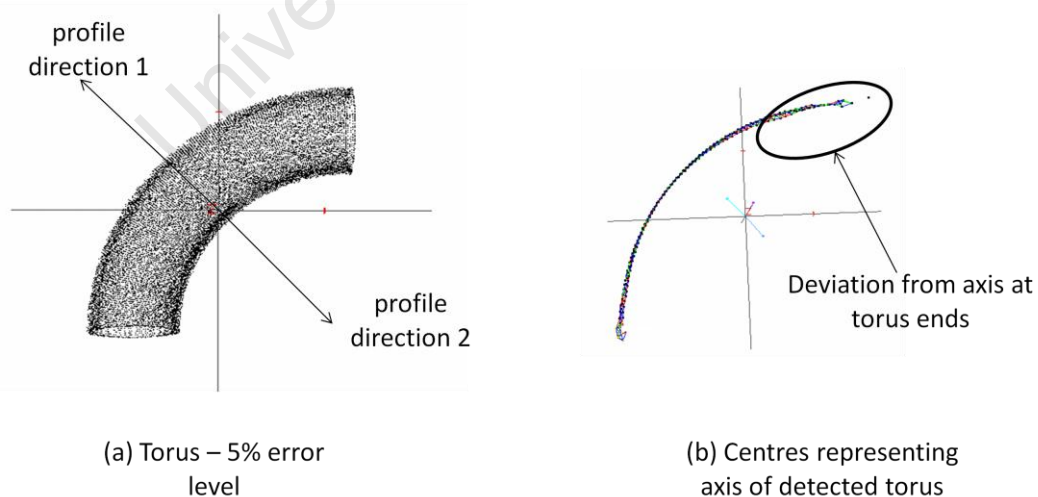 profile
direction 1
Unive
profile
direction 2
Deviation from axis at
torus ends
(a) Torus – 5% error
level
(b) Centres representing
axis of detected torus